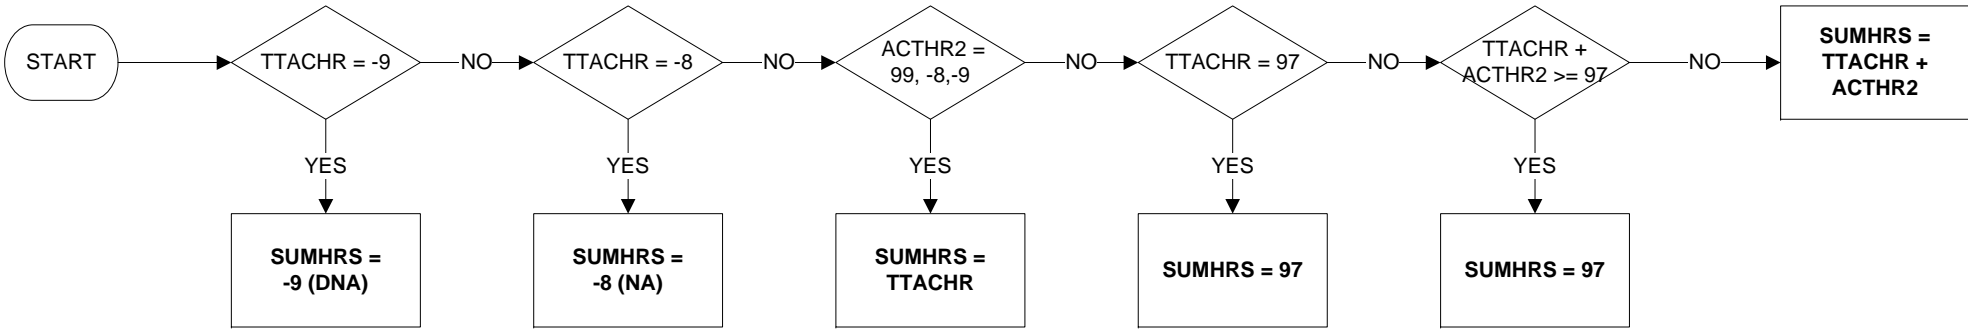 START
TTACHR = -9
NO
TTACHR = -8
NO
ACTHR2 =
99, -8,-9
NO
TTACHR = 97
NO
TTACHR +
ACTHR2 >= 97
NO
SUMHRS =
TTACHR +
ACTHR2
YES
YES
YES
YES
YES
SUMHRS =
-9 (DNA)
SUMHRS =
-8 (NA)
SUMHRS =
TTACHR
SUMHRS = 97
SUMHRS = 97